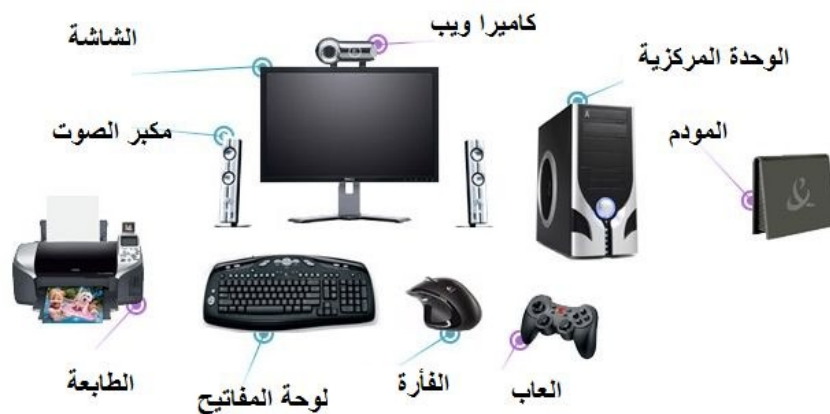 كاميرا ويب
الشاشة
الوحدة المركزية
مكبر الصوت
المودم
الطابعة
لوحة المفاتيح
الفأرة
العاب